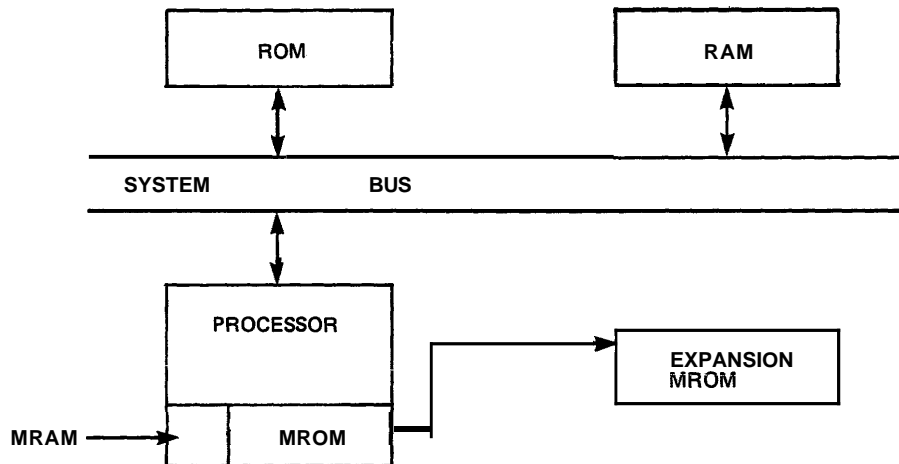 ROM
RAM
SYSTEM BUS
PROCESSOR
EXPANSION
MROM
MRAM
MROM